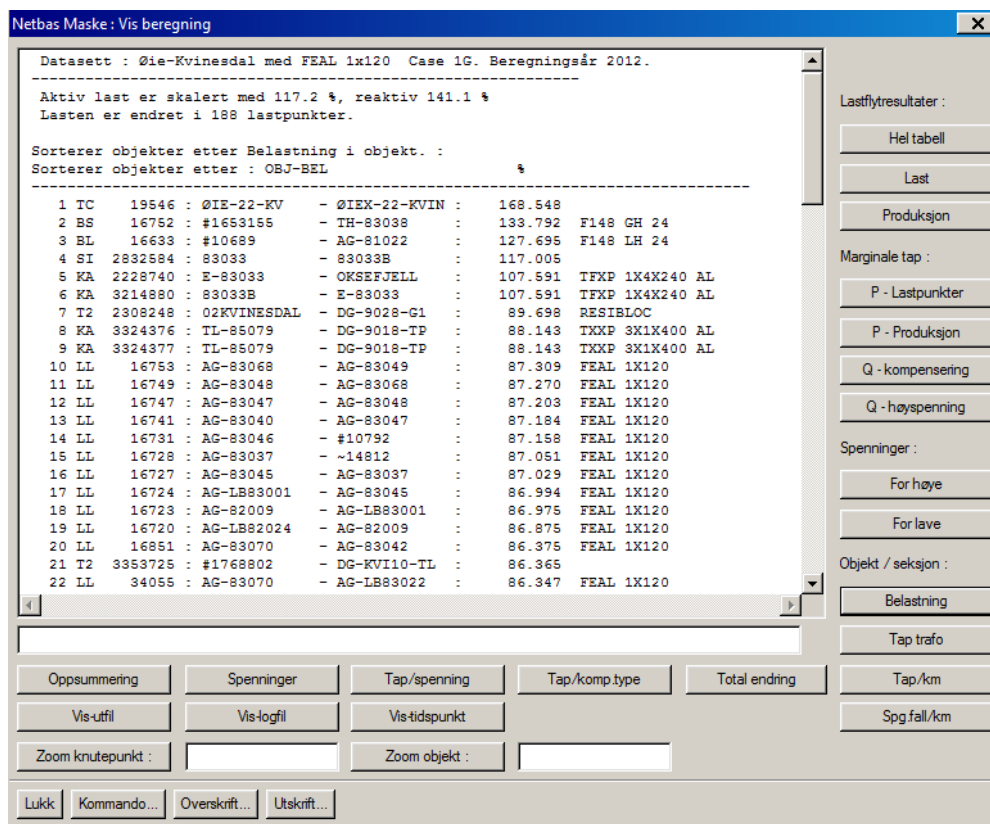 Netbas Maske : Vis beregning
Datasett : Øie-Kvinesdal med FEAL 1x120 Case 1G. Beregningsår 2012.
-------------------------------------------------------------
Aktiv last er skalert med 117.2 %, reaktiv 141.1 %
Lasten er endret i 188 lastpunkter.
Sorterer objekter etter Belastning i objekt. :
Sorterer objekter etter : OBJ-BEL %
--------------------------------------------------------------------------------
1 TC 19546 : ØIE-22-KV - ØIEX-22-KVIN : 168.548
2 BS 16752 : #1653155 - TH-83038 : 133.792 F148 GH 24
3 BL 16633 : #10689 - AG-81022 : 127.695 F148 LH 24
4 SI 2832584 : 83033 - 83033B : 117.005
5 KA 2228740 : E-83033 - OKSEFJELL : 107.591 TFXP 1X4X240 AL
6 KA 3214880 : 83033B - E-83033 : 107.591 TFXP 1X4X240 AL
7 T2 2308248 : 02KVINESDAL - DG-9028-G1 : 89.698 RESIBLOC
8 KA 3324376 : TL-85079 - DG-9018-TP : 88.143 TXXP 3X1X400 AL
9 KA 3324377 : TL-85079 - DG-9018-TP : 88.143 TXXP 3X1X400 AL
10 LL 16753 : AG-83068 - AG-83049 : 87.309 FEAL 1X120
11 LL 16749 : AG-83048 - AG-83068 : 87.270 FEAL 1X120
12 LL 16747 : AG-83047 - AG-83048 : 87.203 FEAL 1X120
13 LL 16741 : AG-83040 - AG-83047 : 87.184 FEAL 1X120
14 LL 16731 : AG-83046 - #10792 : 87.158 FEAL 1X120
15 LL 16728 : AG-83037 - ~14812 : 87.051 FEAL 1X120
16 LL 16727 : AG-83045 - AG-83037 : 87.029 FEAL 1X120
17 LL 16724 : AG-LB83001 - AG-83045 : 86.994 FEAL 1X120
18 LL 16723 : AG-82009 - AG-LB83001 : 86.975 FEAL 1X120
19 LL 16720 : AG-LB82024 - AG-82009 : 86.875 FEAL 1X120
20 LL 16851 : AG-83070 - AG-83042 : 86.375 FEAL 1X120
21 T2 3353725 : #1768802 - DG-KVI10-TL : 86.365
22 LL 34055 : AG-83070 - AG-LB83022 : 86.347 FEAL 1X120
Lastflytresultater :
Hel tabell
Last
Produksjon
Marginale tap :
P - Lastpunkter
P - Produksjon
Q - kompensering
Q - høyspenning
Spenninger :
For høye
For lave
Objekt / seksjon :
Belastning
Tap trafo
Tap/km
Spg.fall/km
Oppsummering Spenninger Tap/spenning Tap/komp.type Total endring
Vis-utfil Vis-logfil Vis-tidspunkt
Zoom knutepunkt : Zoom objekt :
Lukk Kommando... Overskrift... Utskrift...